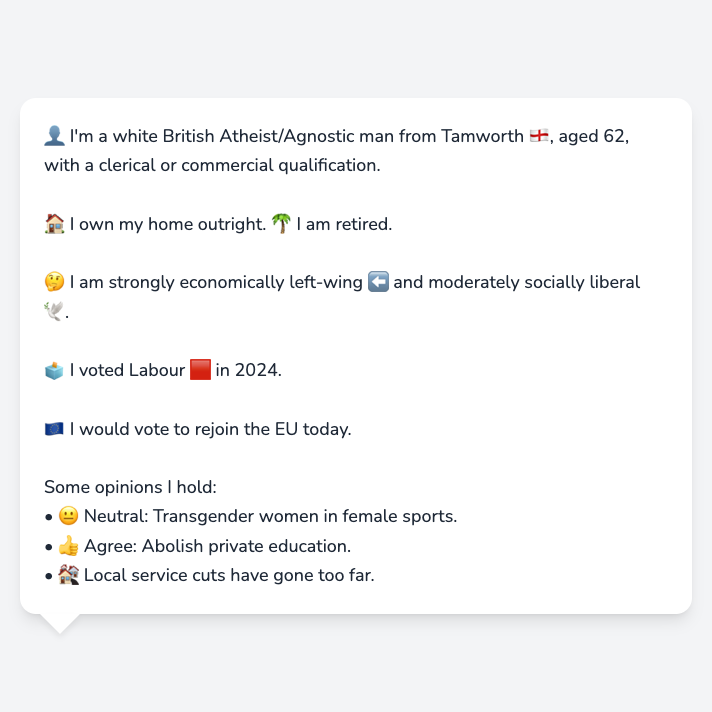 👤 I'm a white British Atheist/Agnostic man from Tamworth 🏴󠁧󠁢󠁥󠁮󠁧󠁿, aged 62,
with a clerical or commercial qualification.
🏠 I own my home outright. 🌴 I am retired.
🤔 I am strongly economically left-wing ⬅️ and moderately socially liberal
🕊️.
🗳️ I voted Labour 🟥 in 2024.
🇪🇺 I would vote to rejoin the EU today.
Some opinions I hold:
• 😐 Neutral: Transgender women in female sports.
• 👍 Agree: Abolish private education.
• 🏘️ Local service cuts have gone too far.